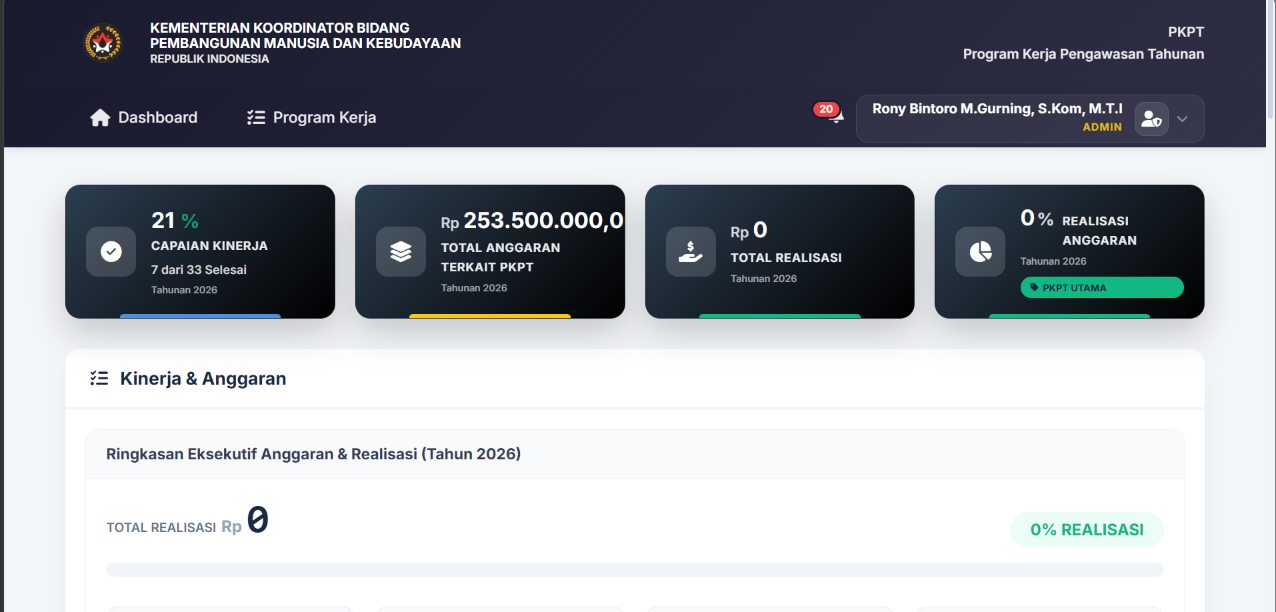 KEMENTERIAN KOORDINATOR BIDANG
PEMBANGUNAN MANUSIA DAN KEBUDAYAAN
REPUBLIK INDONESIA
PKPT
Program Kerja Pengawasan Tahunan
Dashboard
Program Kerja
20
Rony Bintoro M.Gurning, S.Kom, M.T.I
ADMIN
21 %
CAPAIAN KINERJA
7 dari 33 Selesai
Tahunan 2026
Rp 253.500.000,0
TOTAL ANGGARAN
TERKAIT PKPT
Tahunan 2026
Rp 0
TOTAL REALISASI
Tahunan 2026
0 % REALISASI
ANGGARAN
Tahunan 2026
PKPT UTAMA
Kinerja & Anggaran
Ringkasan Eksekutif Anggaran & Realisasi (Tahun 2026)
TOTAL REALISASI Rp 0
0% REALISASI